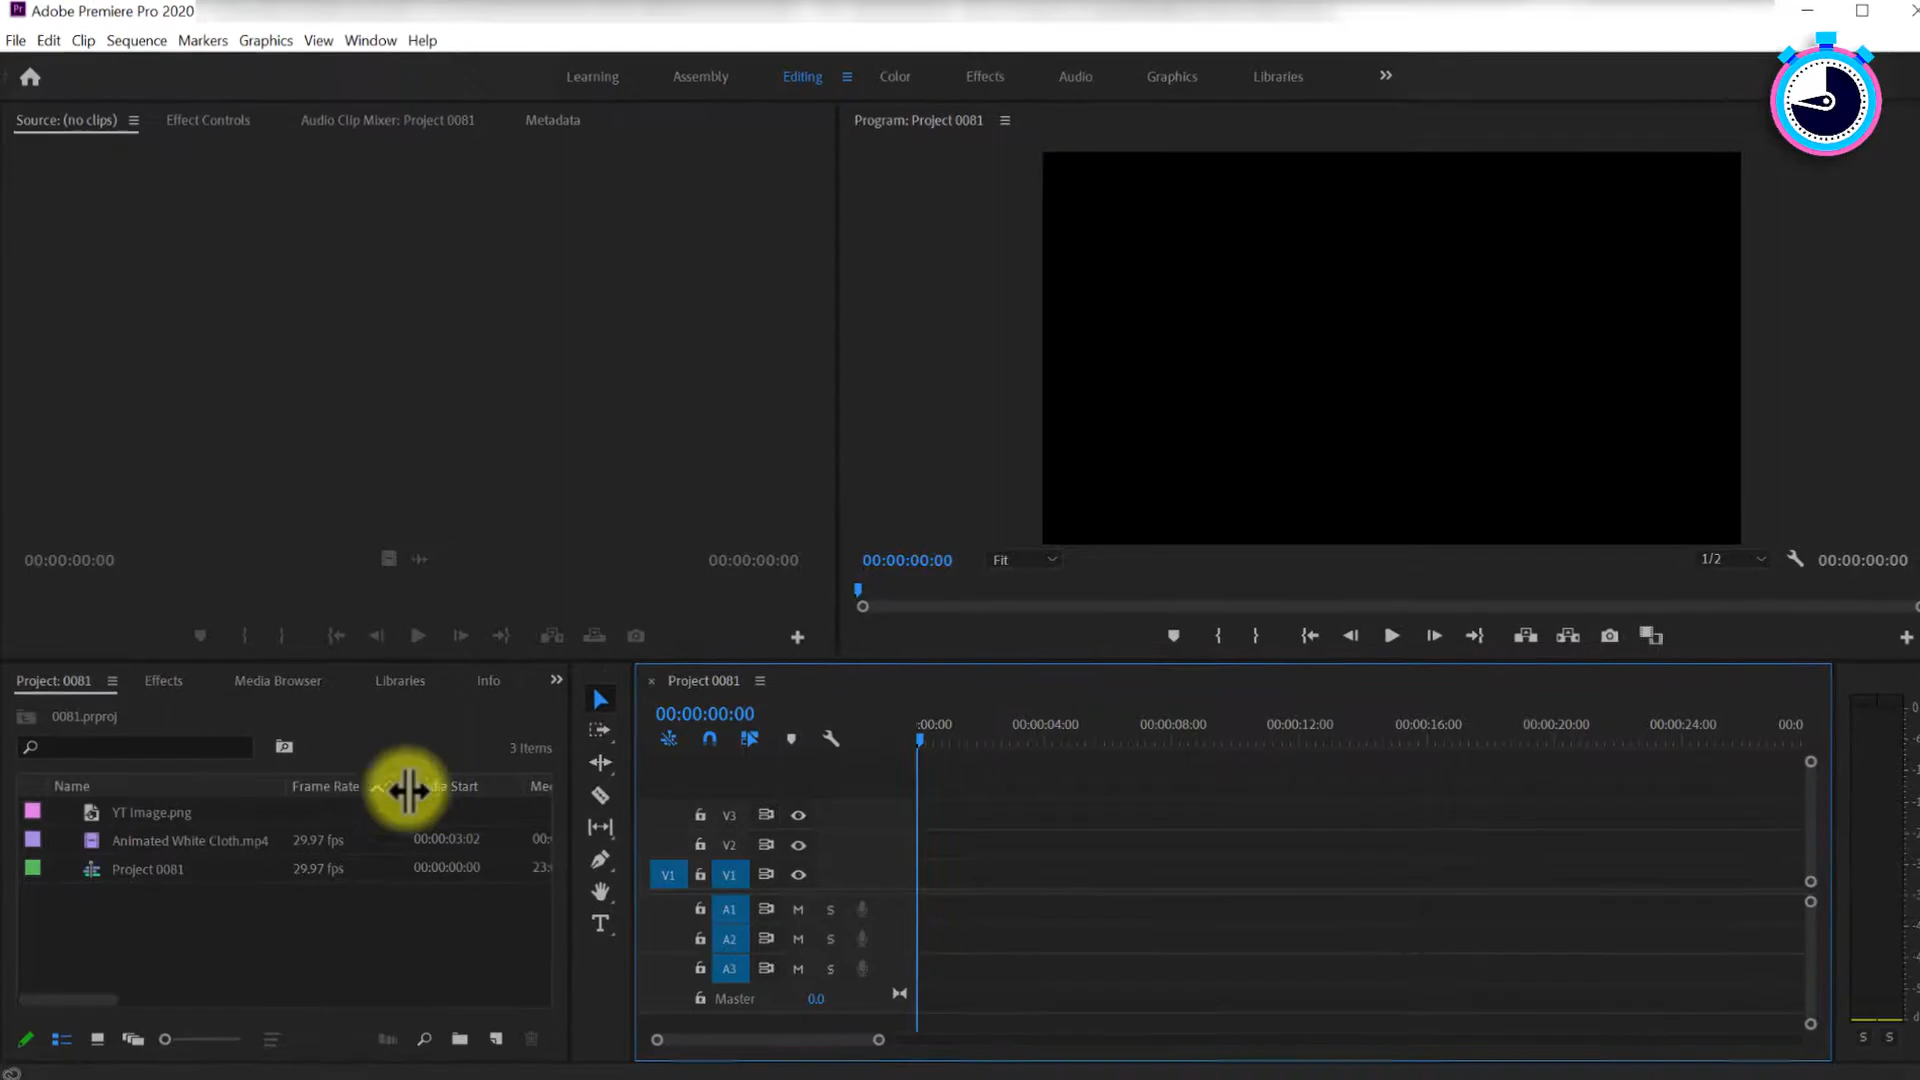 Pr Adobe Premiere Pro 2020
File Edit Clip Sequence Markers Graphics View Window Help
Learning Assembly Editing Color Effects Audio Graphics Libraries
Source: (no clips) Effect Controls Audio Clip Mixer: Project 0081 Metadata
Program: Project 0081
00:00:00:00 00:00:00:00
00:00:00:00 Fit 1/2 00:00:00:00
Project: 0081 Effects Media Browser Libraries Info
0081.prproj
3 Items
Name Frame Rate Start
YT Image.png
Animated White Cloth.mp4 29.97 fps 00:00:03:02 00:
Project 0081 29.97 fps 00:00:00:00 23:
Project 0081
00:00:00:00
:00:00 00:00:04:00 00:00:08:00 00:00:12:00 00:00:16:00 00:00:20:00 00:00:24:00 00:0
V3
V2
V1 V1
A1 M S
A2 M S
A3 M S
Master 0.0
T
S S